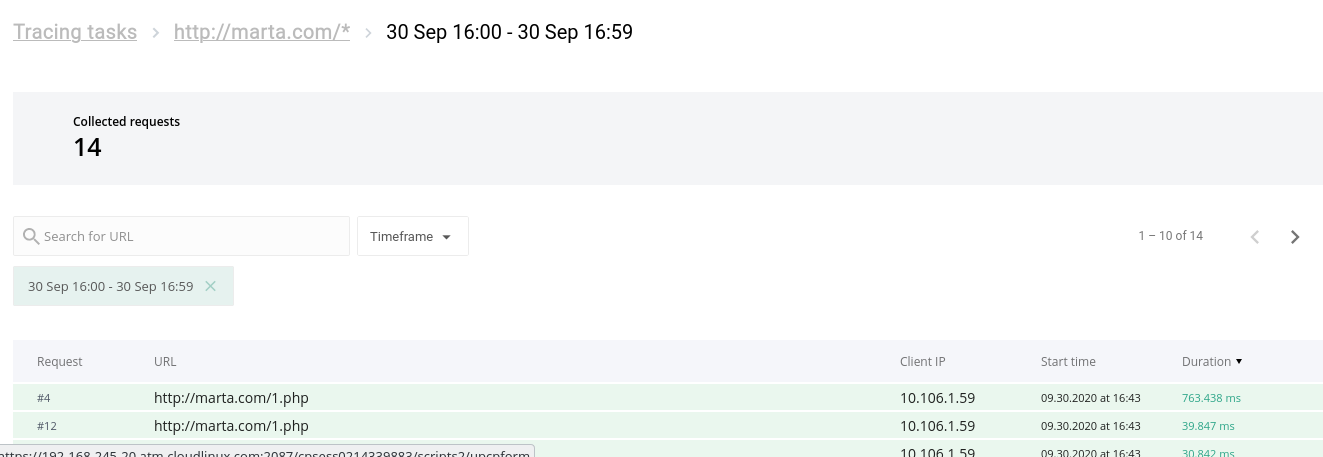 Tracing tasks > http://marta.com/* > 30 Sep 16:00 - 30 Sep 16:59
Collected requests
14
Search for URL
Timeframe
1 – 10 of 14
30 Sep 16:00 - 30 Sep 16:59
Request URL Client IP Start time Duration
#4 http://marta.com/1.php 10.106.1.59 09.30.2020 at 16:43 763.438 ms
#12 http://marta.com/1.php 10.106.1.59 09.30.2020 at 16:43 39.847 ms
10.106.1.59 09.30.2020 at 16:43 30.842 ms
https://192.168.245.20.atm.cloudlinux.com:2087/cpsess0214339883/scripts2/upcpform